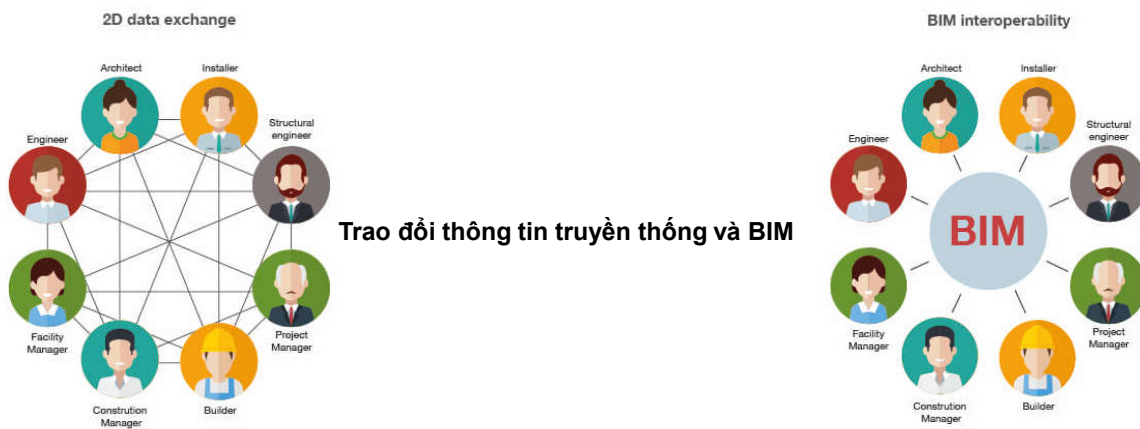 2D data exchange
Architect
Installer
Structural
engineer
Engineer
Facility
Manager
Project
Manager
Constrution
Manager
Builder
Trao đổi thông tin truyền thống và BIM
BIM interoperability
Architect
Installer
Structural
engineer
Engineer
BIM
Facility
Manager
Project
Manager
Constrution
Manager
Builder